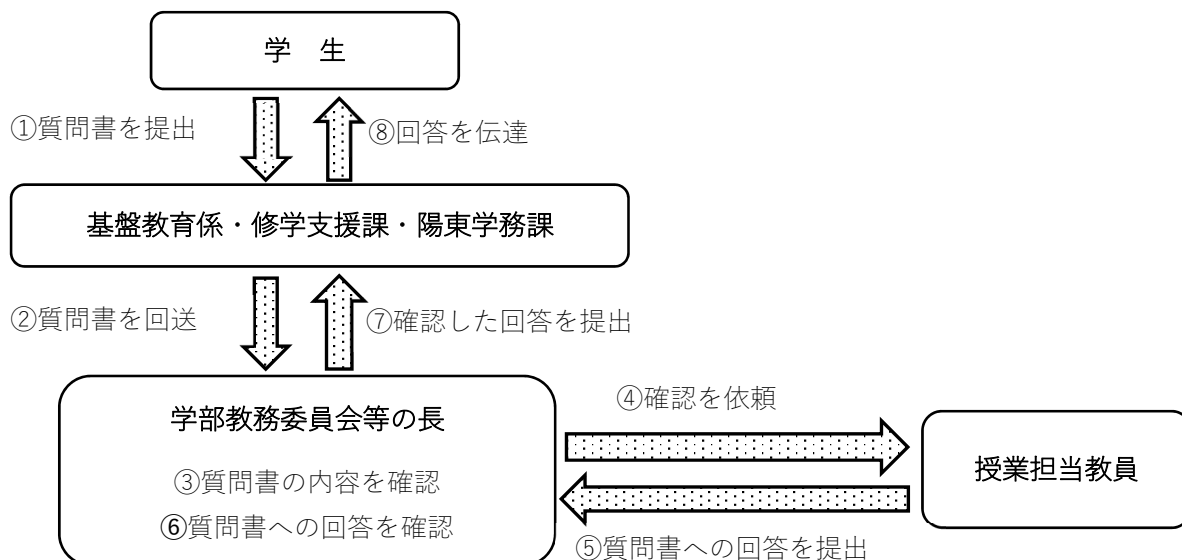 学　生
①質問書を提出
⑧回答を伝達
基盤教育係・修学支援課・陽東学務課
②質問書を回送
⑦確認した回答を提出
学部教務委員会等の長
③質問書の内容を確認
⑥質問書への回答を確認
④確認を依頼
授業担当教員
⑤質問書への回答を提出